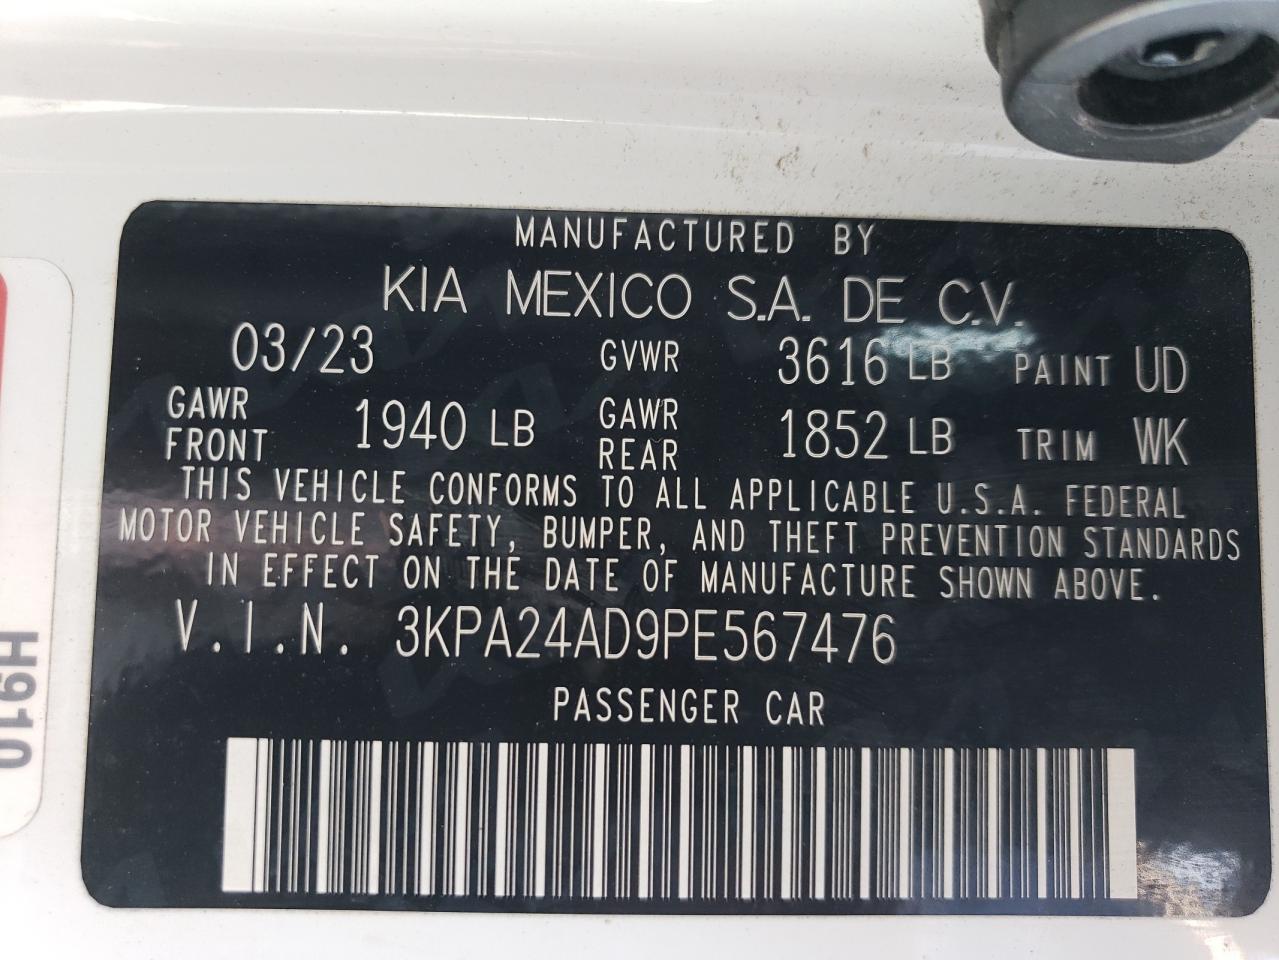 MANUFACTURED BY
KIA MEXICO S.A. DE C.V.
03/23 GVWR 3616 LB PAINT UD
GAWR FRONT 1940 LB GAWR REAR 1852 LB TRIM WK
THIS VEHICLE CONFORMS TO ALL APPLICABLE U.S.A. FEDERAL
MOTOR VEHICLE SAFETY, BUMPER, AND THEFT PREVENTION STANDARDS
IN EFFECT ON THE DATE OF MANUFACTURE SHOWN ABOVE.
V.I.N. 3KPA24AD9PE567476
PASSENGER CAR
H910